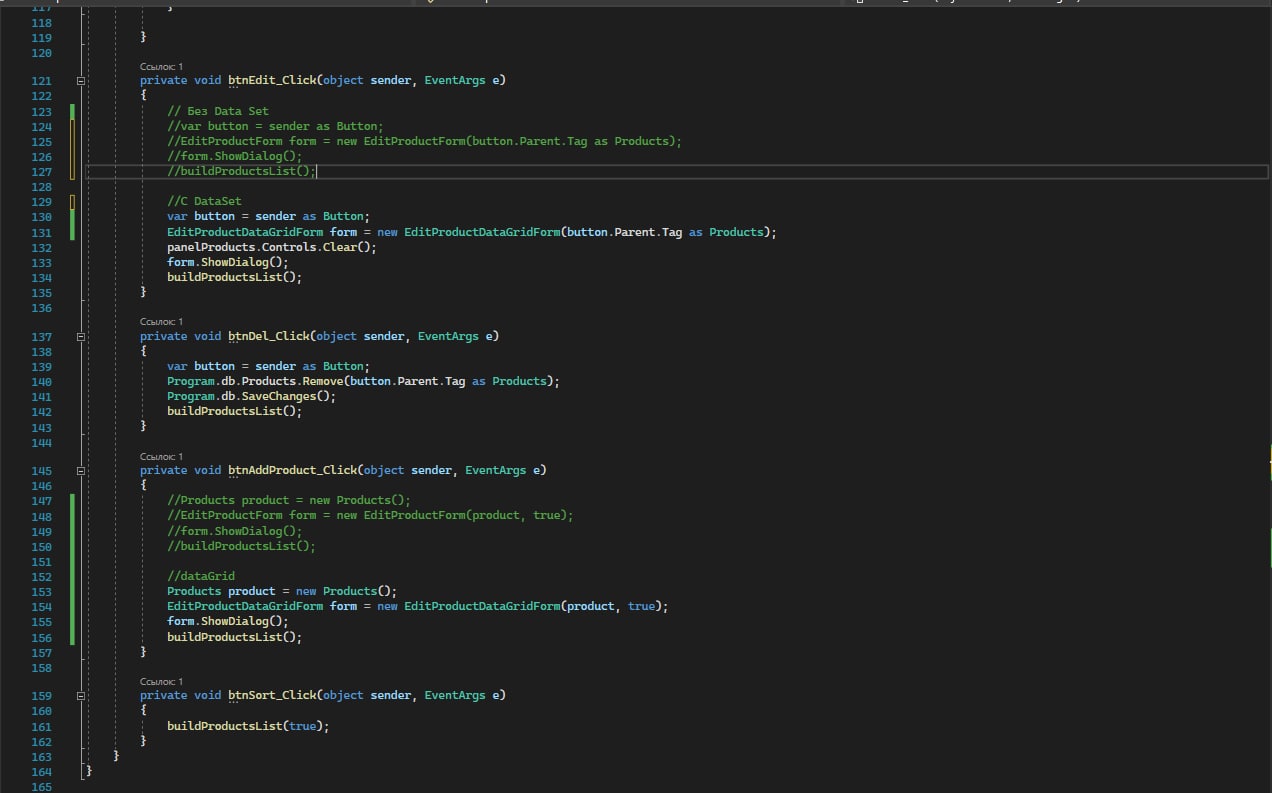 117 }
118
119 }
120
Ссылок: 1
121 private void btnEdit_Click(object sender, EventArgs e)
122 {
123 // Без Data Set
124 //var button = sender as Button;
125 //EditProductForm form = new EditProductForm(button.Parent.Tag as Products);
126 //form.ShowDialog();
127 //buildProductsList();
128
129 //С DataSet
130 var button = sender as Button;
131 EditProductDataGridForm form = new EditProductDataGridForm(button.Parent.Tag as Products);
132 panelProducts.Controls.Clear();
133 form.ShowDialog();
134 buildProductsList();
135 }
136
Ссылок: 1
137 private void btnDel_Click(object sender, EventArgs e)
138 {
139 var button = sender as Button;
140 Program.db.Products.Remove(button.Parent.Tag as Products);
141 Program.db.SaveChanges();
142 buildProductsList();
143 }
144
Ссылок: 1
145 private void btnAddProduct_Click(object sender, EventArgs e)
146 {
147 //Products product = new Products();
148 //EditProductForm form = new EditProductForm(product, true);
149 //form.ShowDialog();
150 //buildProductsList();
151
152 //dataGrid
153 Products product = new Products();
154 EditProductDataGridForm form = new EditProductDataGridForm(product, true);
155 form.ShowDialog();
156 buildProductsList();
157 }
158
Ссылок: 1
159 private void btnSort_Click(object sender, EventArgs e)
160 {
161 buildProductsList(true);
162 }
163 }
164 }
165